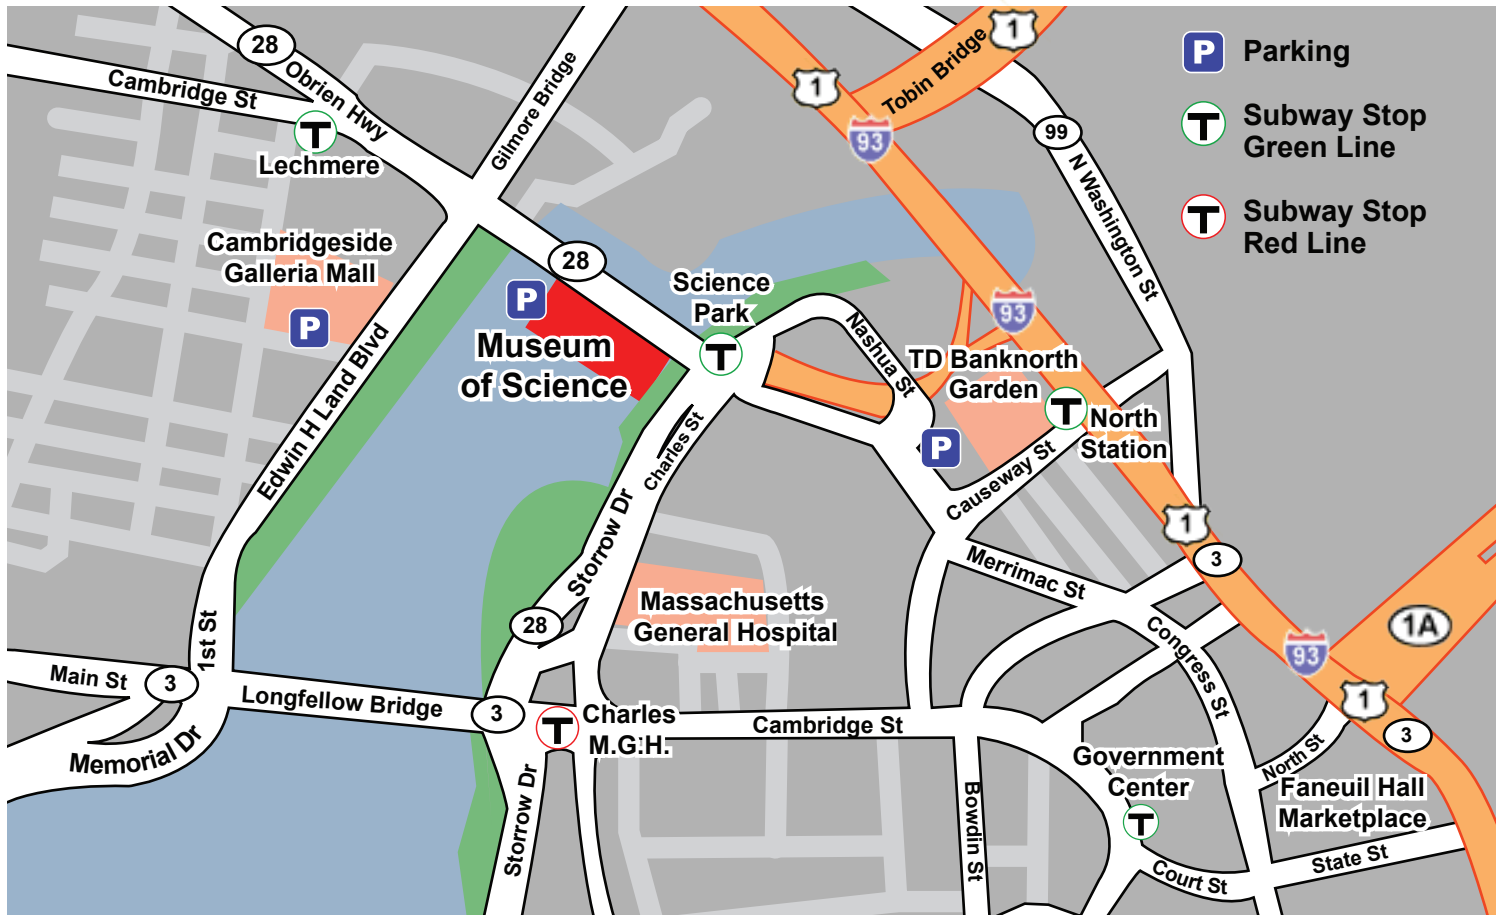 28
Obrien Hwy
Cambridge St
T
Lechmere
Gilmore Bridge
1
1
Tobin Bridge
93
99
N Washington St
P
Parking
T
Subway Stop
Green Line
T
Subway Stop
Red Line
Cambridgeside
Galleria Mall
P
Edwin H Land Blvd
28
P
Museum
of Science
Science
Park
T
Nashua St
93
TD Banknorth
Garden
T
North
Station
P
Causeway St
Charles St
Storrow Dr
28
Massachusetts
General Hospital
Merrimac St
1
3
Congress St
93
1A
1
3
1st St
Main St
3
Longfellow Bridge
3
Memorial Dr
T
Charles
M.G.H.
Cambridge St
Storrow Dr
Bowdin St
Government
Center
T
North St
Faneuil Hall
Marketplace
Court St
State St